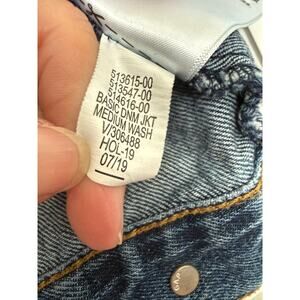 513615-00
513547-00
514616-00
BASIC DNM JKT
MEDIUM WASH
V/306488
HOL-19
07/19